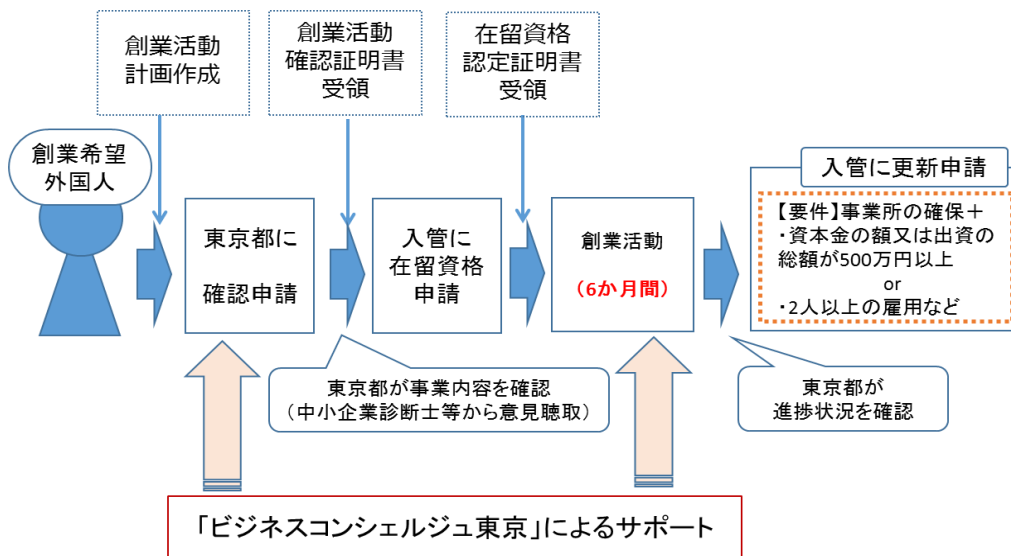 創業活動
計画作成
創業活動
確認証明書
受領
在留資格
認定証明書
受領
創業希望
外国人
東京都に
確認申請
入管に
在留資格
申請
創業活動
（6か月間）
入管に更新申請
【要件】事業所の確保＋
・資本金の額又は出資の
総額が500万円以上
or
・2人以上の雇用など
東京都が事業内容を確認
（中小企業診断士等から意見聴取）
東京都が
進捗状況を確認
「ビジネスコンシェルジュ東京」によるサポート